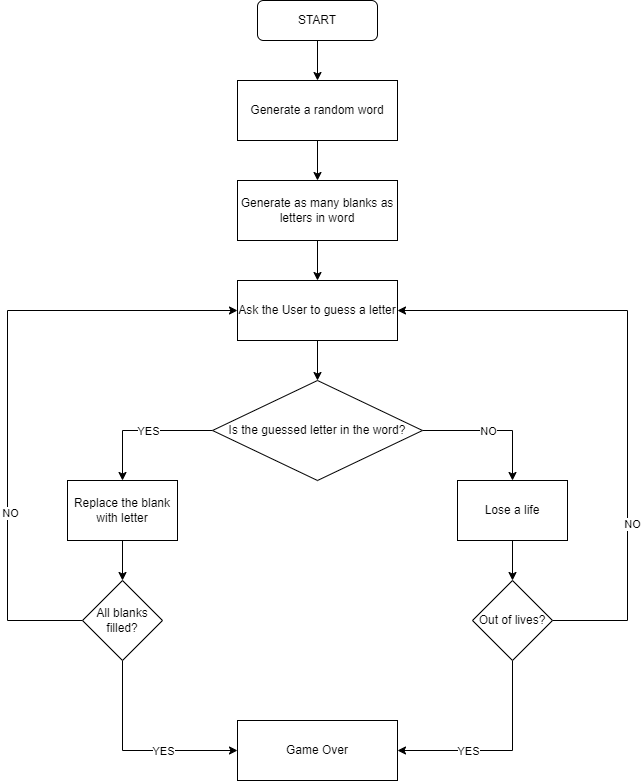 START
Generate a random word
Generate as many blanks as
letters in word
Ask the User to guess a letter
Is the guessed letter in the word?
YES
NO
Replace the blank
with letter
Lose a life
NO
NO
All blanks
filled?
Out of lives?
YES
Game Over
YES